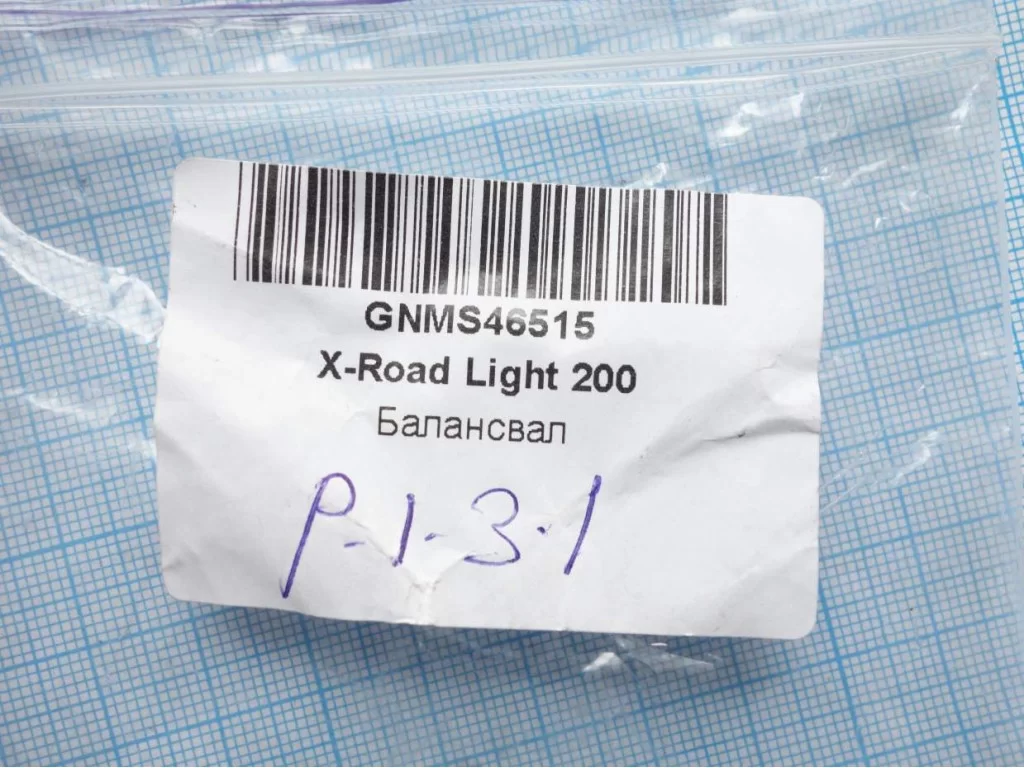 GNMS46515
X-Road Light 200
Балансвал
P-1-3-1